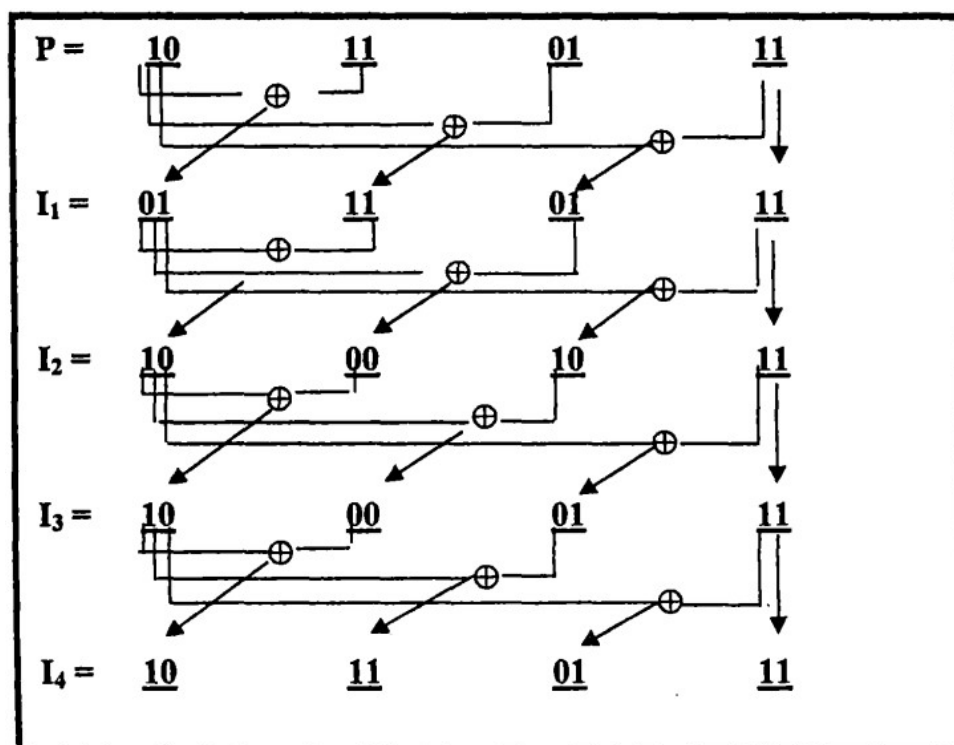 P = 10 11 01 11
I₁ = 01 11 01 11
I₂ = 10 00 10 11
I₃ = 10 00 01 11
I₄ = 10 11 01 11